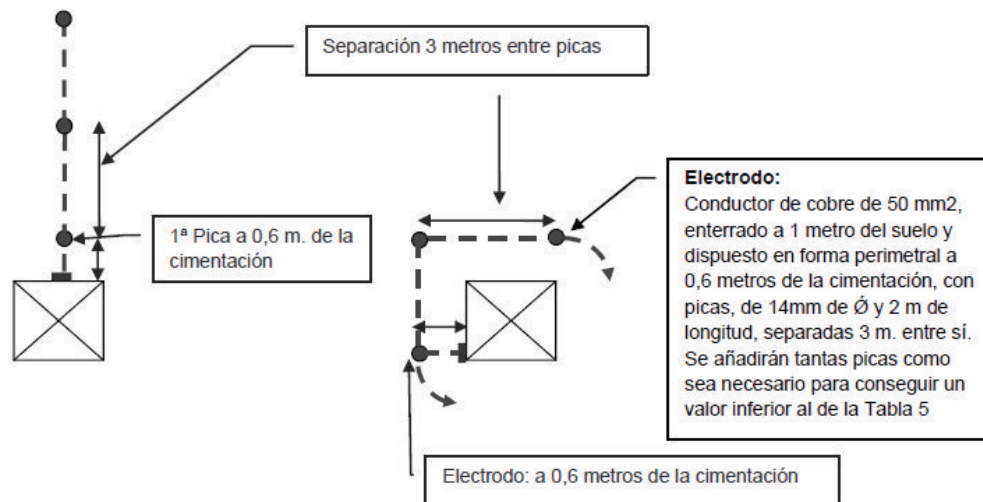 Separación 3 metros entre picas
1ª Pica a 0,6 m. de la
cimentación
Electrodo:
Conductor de cobre de 50 mm2,
enterrado a 1 metro del suelo y
dispuesto en forma perimetral a
0,6 metros de la cimentación, con
picas, de 14mm de Ǿ y 2 m de
longitud, separadas 3 m. entre sí.
Se añadirán tantas picas como
sea necesario para conseguir un
valor inferior al de la Tabla 5
Electrodo: a 0,6 metros de la cimentación